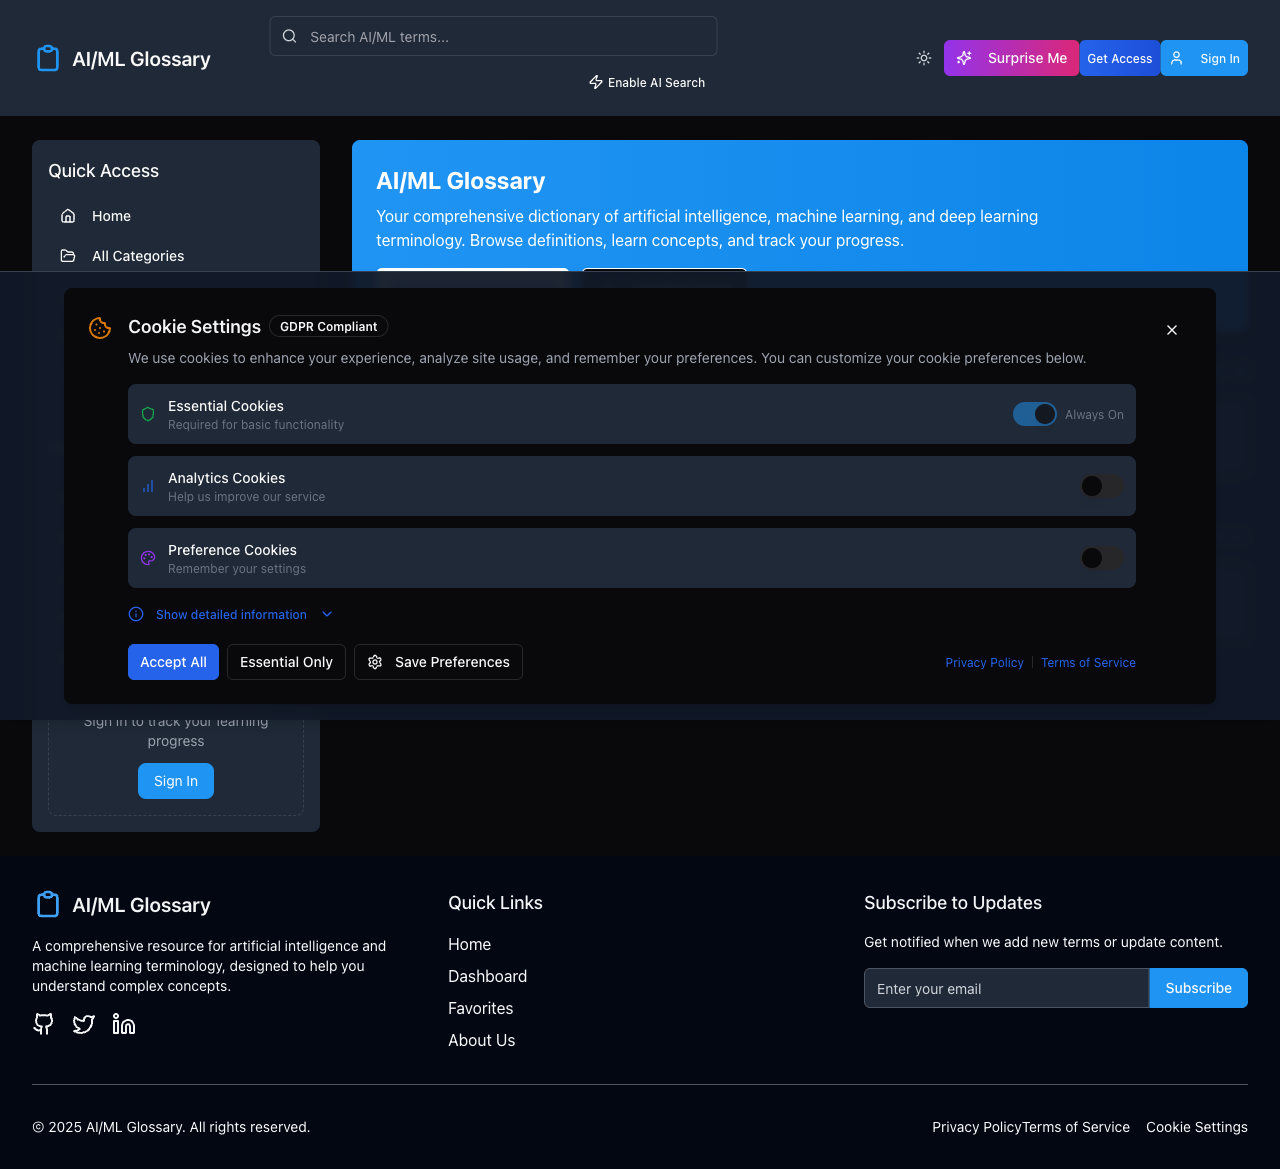 AI/ML Glossary
Search AI/ML terms...
Enable AI Search
Surprise Me
Get Access
Sign In
Quick Access
Home
All Categories
AI/ML Glossary
Your comprehensive dictionary of artificial intelligence, machine learning, and deep learning
terminology. Browse definitions, learn concepts, and track your progress.
Cookie Settings
GDPR Compliant
We use cookies to enhance your experience, analyze site usage, and remember your preferences. You can customize your cookie preferences below.
Essential Cookies
Required for basic functionality
Always On
Analytics Cookies
Help us improve our service
Preference Cookies
Remember your settings
Show detailed information
Accept All
Essential Only
Save Preferences
Privacy Policy
Terms of Service
Sign in to track your learning
progress
Sign In
AI/ML Glossary
A comprehensive resource for artificial intelligence and
machine learning terminology, designed to help you
understand complex concepts.
Quick Links
Home
Dashboard
Favorites
About Us
Subscribe to Updates
Get notified when we add new terms or update content.
Enter your email
Subscribe
© 2025 AI/ML Glossary. All rights reserved.
Privacy Policy
Terms of Service
Cookie Settings